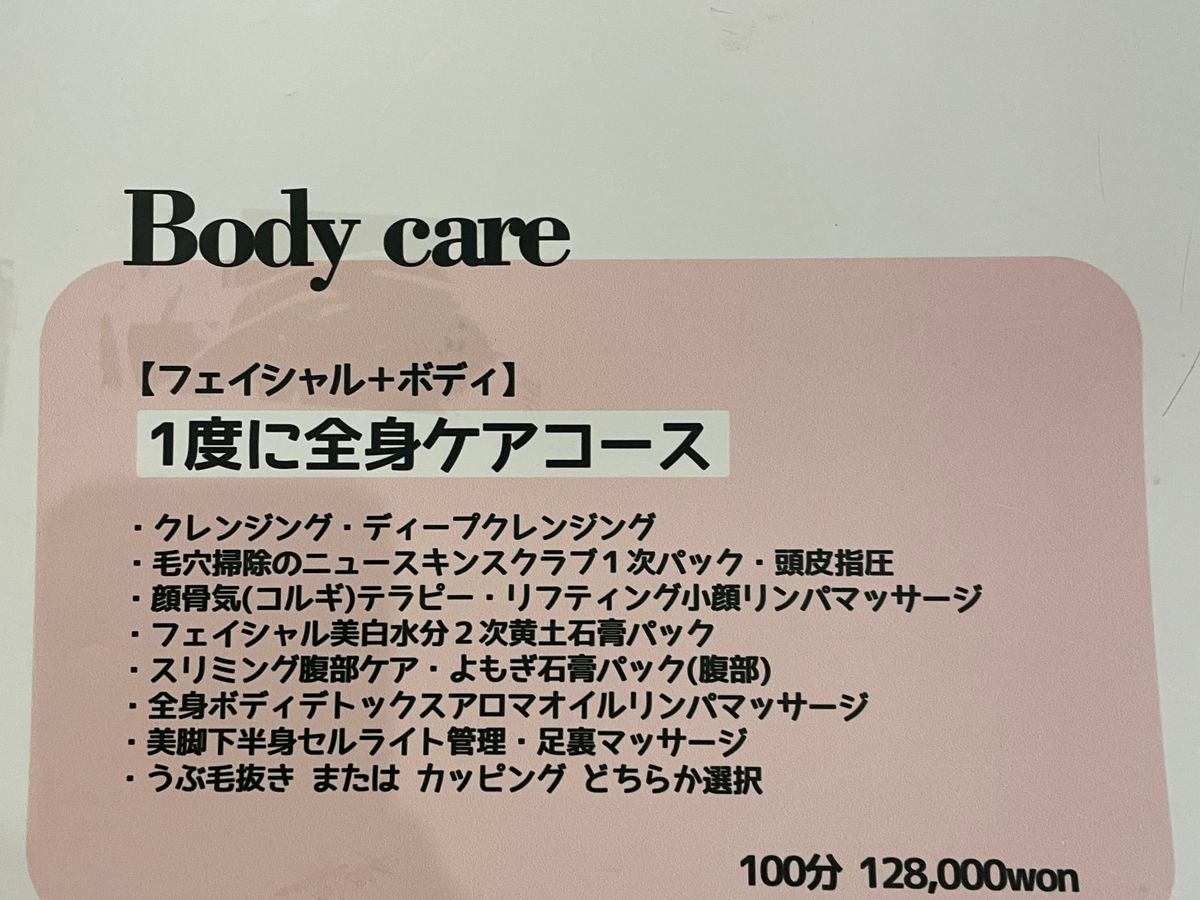 Body care
【フェイシャル＋ボディ】
1度に全身ケアコース
・クレンジング・ディープクレンジング
・毛穴掃除のニュースキンスクラブ１次パック・頭皮指圧
・顔骨気(コルギ)テラピー・リフティング小顔リンパマッサージ
・フェイシャル美白水分２次黄土石膏パック
・スリミング腹部ケア・よもぎ石膏パック(腹部)
・全身ボディデトックスアロマオイルリンパマッサージ
・美脚下半身セルライト管理・足裏マッサージ
・うぶ毛抜き または カッピング どちらか選択
100分 128,000won